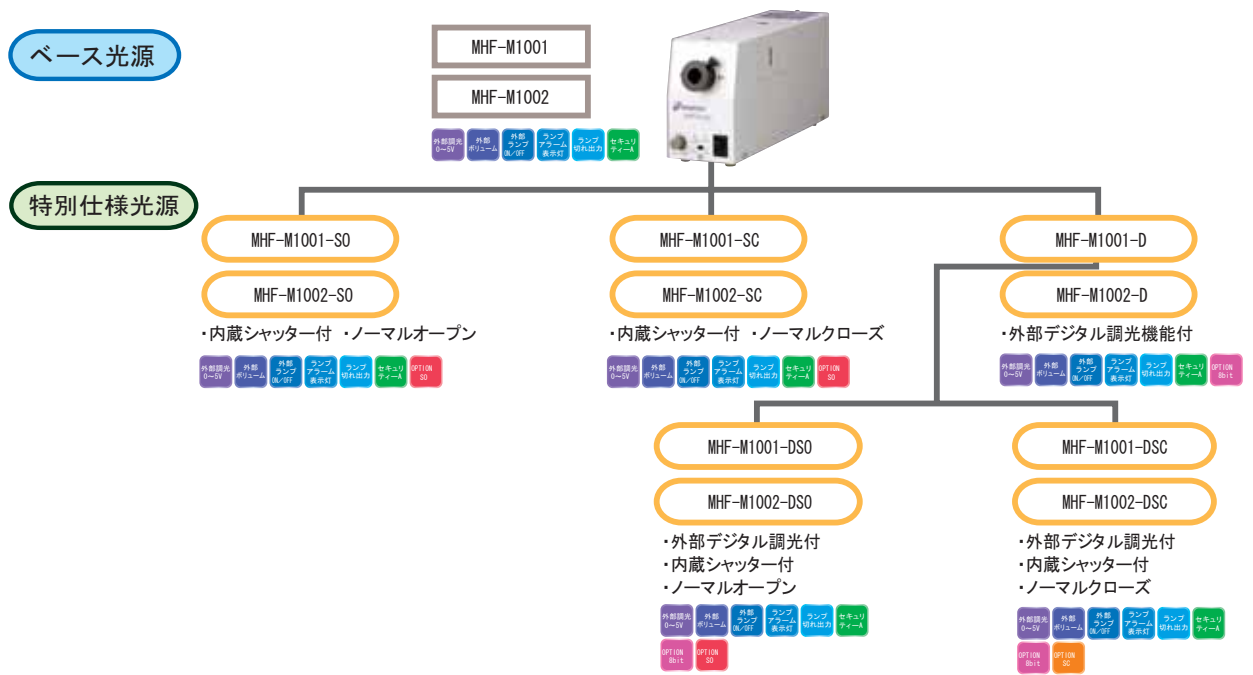 ベース光源
MHF-M1001
MHF-M1002
外部調光
0～5V
外部
ボリューム
外部
ランプ
ON/OFF
ランプ
アラーム
表示灯
ランプ
切れ出力
セキュリ
ティーA
特別仕様光源
MHF-M1001-SO
MHF-M1002-SO
・内蔵シャッター付 ・ノーマルオープン
外部調光
0～5V
外部
ボリューム
外部
ランプ
ON/OFF
ランプ
アラーム
表示灯
ランプ
切れ出力
セキュリ
ティーA
OPTION
SO
MHF-M1001-SC
MHF-M1002-SC
・内蔵シャッター付 ・ノーマルクローズ
外部調光
0～5V
外部
ボリューム
外部
ランプ
ON/OFF
ランプ
アラーム
表示灯
ランプ
切れ出力
セキュリ
ティーA
OPTION
SO
MHF-M1001-D
MHF-M1002-D
・外部デジタル調光機能付
外部調光
0～5V
外部
ボリューム
外部
ランプ
ON/OFF
ランプ
アラーム
表示灯
ランプ
切れ出力
セキュリ
ティーA
OPTION
8bit
MHF-M1001-DSO
MHF-M1002-DSO
・外部デジタル調光付
・内蔵シャッター付
・ノーマルオープン
外部調光
0～5V
外部
ボリューム
外部
ランプ
ON/OFF
ランプ
アラーム
表示灯
ランプ
切れ出力
セキュリ
ティーA
OPTION
8bit
OPTION
SO
MHF-M1001-DSC
MHF-M1002-DSC
・外部デジタル調光付
・内蔵シャッター付
・ノーマルクローズ
外部調光
0～5V
外部
ボリューム
外部
ランプ
ON/OFF
ランプ
アラーム
表示灯
ランプ
切れ出力
セキュリ
ティーA
OPTION
8bit
OPTION
SC